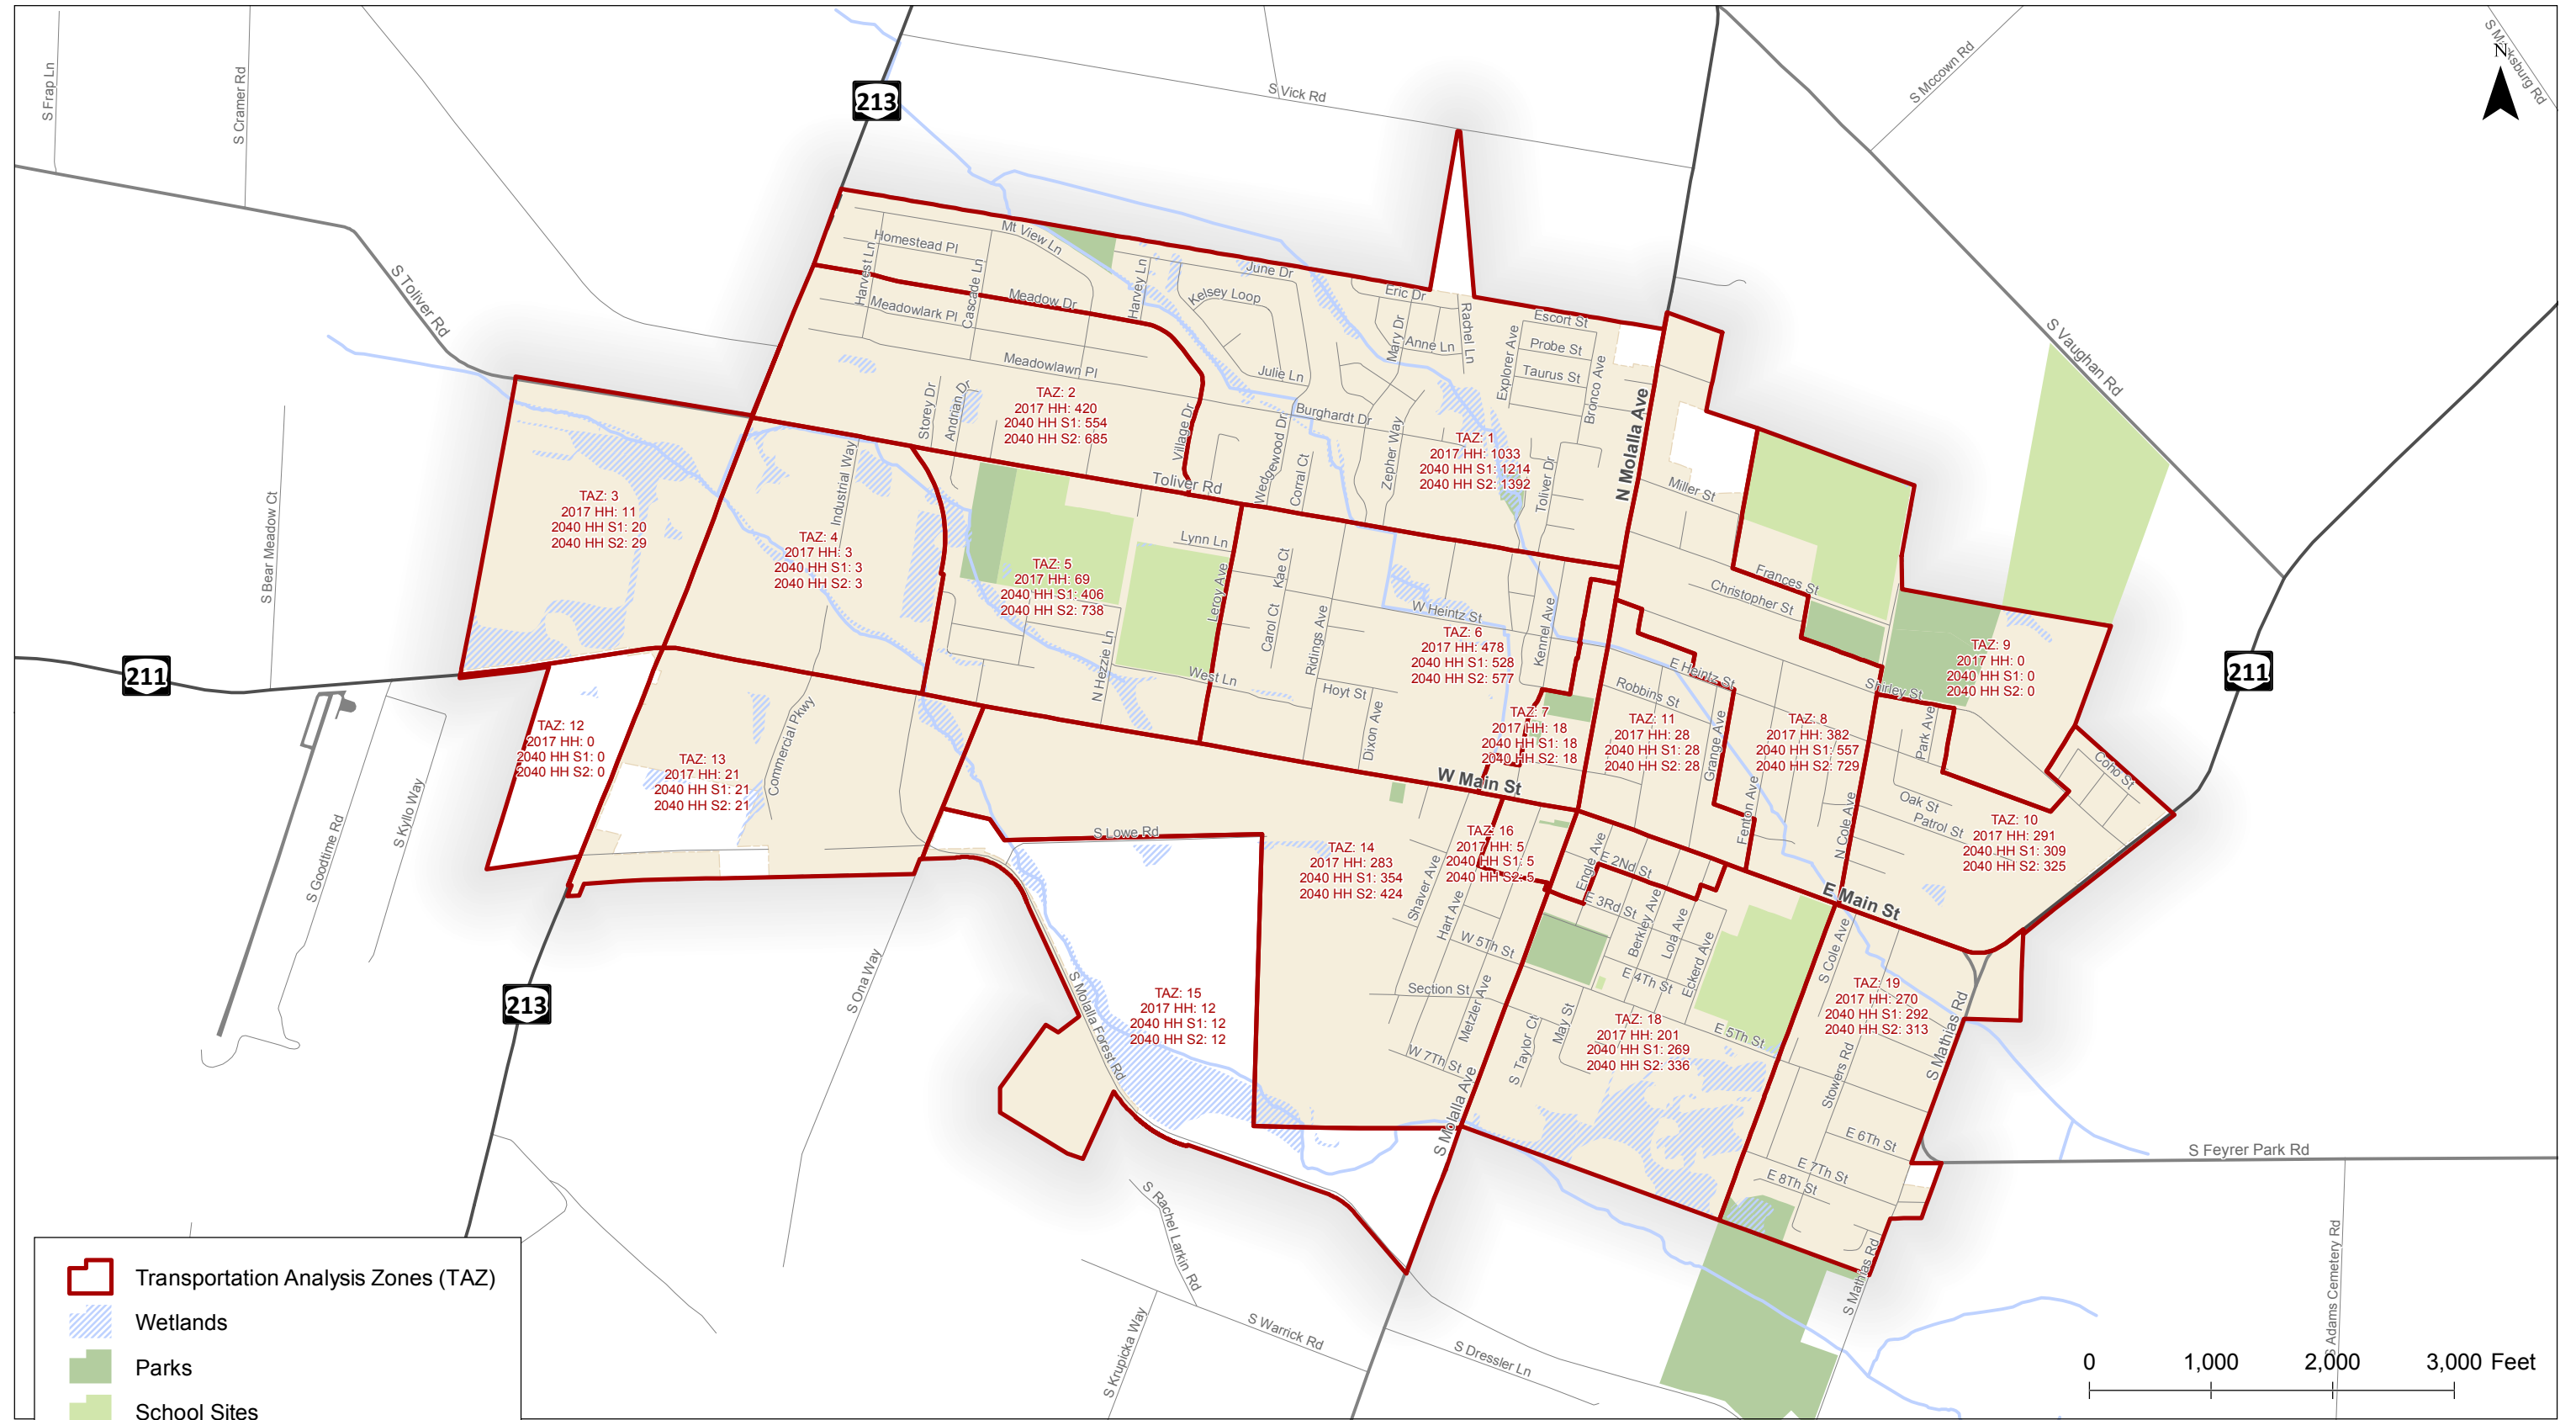 S Frap Ln
S Cramer Rd
213
S Vick Rd
S Mccown Rd
N
S Toliver Rd
S Vaughan Rd
Homestead Pl
Mt View Ln
Harvest Ln
Cascade Ln
Meadow Dr
Harvey Ln
June Dr
Kelsey Loop
Meadowlark Pl
Meadowlawn Pl
Julie Ln
Eric Dr
Mary Dr
Anne Ln
Rachel Ln
Escort St
Probe St
Taurus St
Explorer Ave
Bronco Ave
N Molalla Ave
Storey Dr
Andrian Dr
Village Dr
Burghardt Dr
Wedgewood Dr
Corral Ct
Zepher Way
Toliver Dr
Toliver Rd
Miller St
TAZ: 2
2017 HH: 420
2040 HH S1: 554
2040 HH S2: 685
TAZ: 1
2017 HH: 1033
2040 HH S1: 1214
2040 HH S2: 1392
S Bear Meadow Ct
TAZ: 3
2017 HH: 11
2040 HH S1: 20
2040 HH S2: 29
Industrial Way
TAZ: 4
2017 HH: 3
2040 HH S1: 3
2040 HH S2: 3
TAZ: 5
2017 HH: 69
2040 HH S1: 406
2040 HH S2: 738
Lynn Ln
Leroy Ave
Kae Ct
Carol Ct
Ridings Ave
N Hezzie Ln
West Ln
Hoyt St
Dixon Ave
W Heintz St
Kennel Ave
TAZ: 6
2017 HH: 478
2040 HH S1: 528
2040 HH S2: 577
Frances St
Christopher St
E Heintz St
Robbins St
Grange Ave
Fenton Ave
N Cole Ave
Shirley St
Park Ave
TAZ: 9
2017 HH: 0
2040 HH S1: 0
2040 HH S2: 0
211
211
TAZ: 7
2017 HH: 18
2040 HH S1: 18
2040 HH S2: 18
TAZ: 11
2017 HH: 28
2040 HH S1: 28
2040 HH S2: 28
TAZ: 8
2017 HH: 382
2040 HH S1: 557
2040 HH S2: 729
TAZ: 12
2017 HH: 0
2040 HH S1: 0
2040 HH S2: 0
TAZ: 13
2017 HH: 21
2040 HH S1: 21
2040 HH S2: 21
Commercial Pkwy
W Main St
Coho St
Oak St
Patrol St
TAZ: 10
2017 HH: 291
2040 HH S1: 309
2040 HH S2: 325
S Goodtime Rd
S Kyllo Way
S Lowe Rd
TAZ: 14
2017 HH: 283
2040 HH S1: 354
2040 HH S2: 424
TAZ: 16
2017 HH: 5
2040 HH S1: 5
2040 HH S2: 5
Shaver Ave
Hart Ave
Engle Ave
E 2Nd St
E 3Rd St
Berkley Ave
Lola Ave
Eckerd Ave
E Main St
W 5Th St
E 4Th St
Section St
Metzler Ave
W 7Th St
S Taylor Ct
May St
E 5Th St
S Cole Ave
TAZ: 15
2017 HH: 12
2040 HH S1: 12
2040 HH S2: 12
TAZ: 18
2017 HH: 201
2040 HH S1: 269
2040 HH S2: 336
TAZ: 19
2017 HH: 270
2040 HH S1: 292
2040 HH S2: 313
213
S Ona Way
S Molalla Forest Rd
S Molalla Ave
Stowers Rd
S Mathias Rd
E 6Th St
E 7Th St
E 8Th St
S Feyrer Park Rd
S Rachel Larkin Rd
S Krupicka Way
S Warrick Rd
S Dressler Ln
S Mathias Rd
S Adams Cemetery Rd
Transportation Analysis Zones (TAZ)
Wetlands
Parks
School Sites
0 1,000 2,000 3,000 Feet